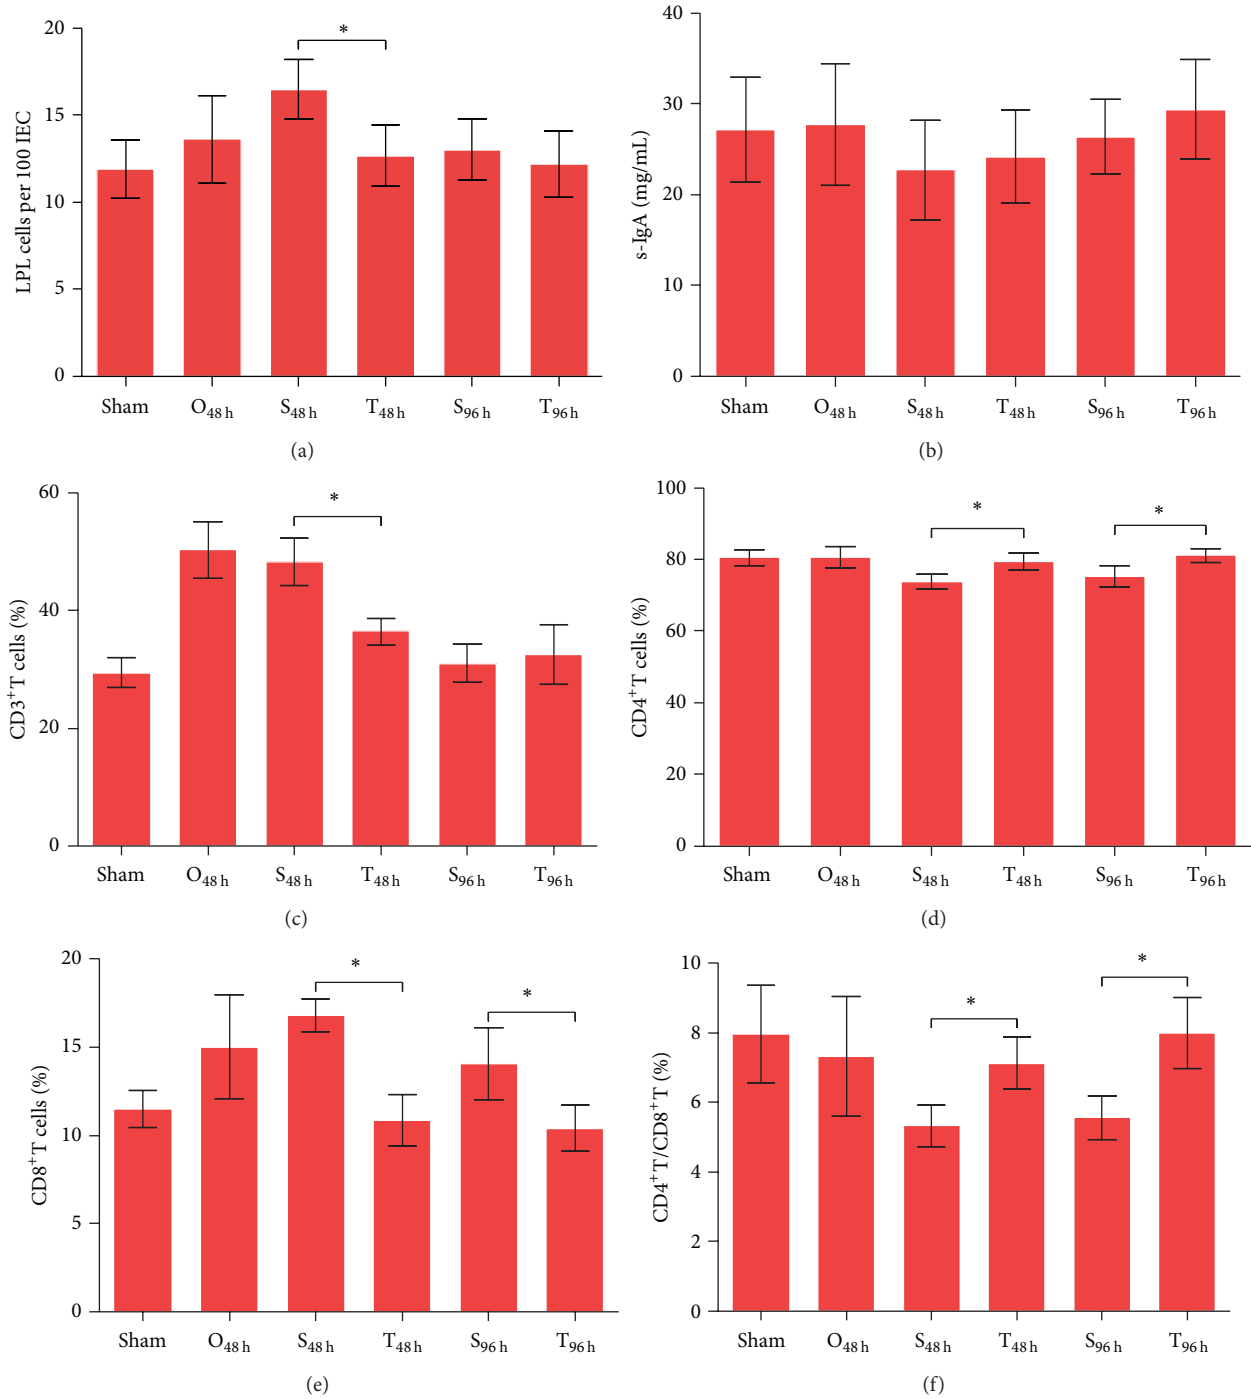 LPL cells per 100 IEC
20
15
10
5
0
*
Sham O48 h S48 h T48 h S96 h T96 h
(a)
s-IgA (mg/mL)
40
30
20
10
0
Sham O48 h S48 h T48 h S96 h T96 h
(b)
CD3+T cells (%)
60
40
20
0
*
Sham O48 h S48 h T48 h S96 h T96 h
(c)
CD4+T cells (%)
100
80
60
40
20
0
* *
Sham O48 h S48 h T48 h S96 h T96 h
(d)
CD8+T cells (%)
20
15
10
5
0
* *
Sham O48 h S48 h T48 h S96 h T96 h
(e)
CD4+T/CD8+T (%)
10
8
6
4
2
0
* *
Sham O48 h S48 h T48 h S96 h T96 h
(f)